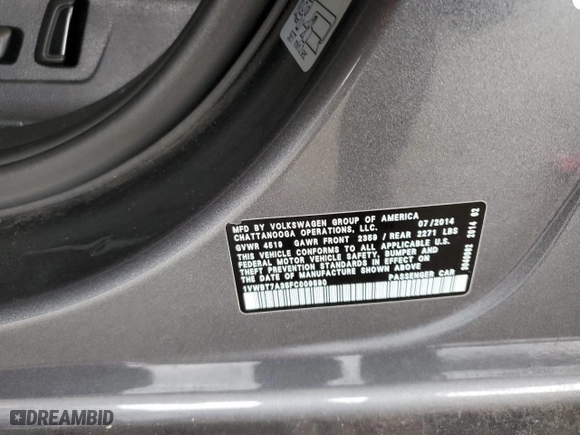 MFD BY VOLKSWAGEN GROUP OF AMERICA 07/2014
CHATTANOOGA OPERATIONS, LLC.
GVWR 4519 GAWR FRONT 2359 / REAR 2271 LBS
THIS VEHICLE CONFORMS TO ALL APPLICABLE U.S.
FEDERAL MOTOR VEHICLE SAFETY, BUMPER AND
THEFT PREVENTION STANDARDS IN EFFECT ON
THE DATE OF MANUFACTURE SHOWN ABOVE.
PASSENGER CAR
2014 02
DREAMBID